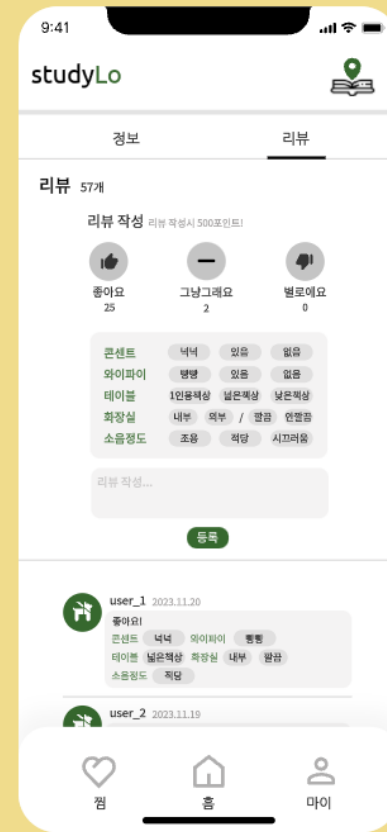 9:41
studyLo
정보 리뷰
리뷰 57개
리뷰 작성 리뷰 작성시 500포인트!
좋아요 그냥그래요 별로에요
25 2 0
콘센트 넉넉 있음 없음
와이파이 빵빵 있음 없음
테이블 1인용책상 넓은책상 낮은책상
화장실 내부 외부 / 깔끔 안깔끔
소음정도 조용 적당 시끄러움
리뷰 작성...
등록
user_1 2023.11.20
좋아요!
콘센트 넉넉 와이파이 빵빵
테이블 넓은책상 화장실 내부 깔끔
소음정도 적당
user_2 2023.11.19
찜 홈 마이